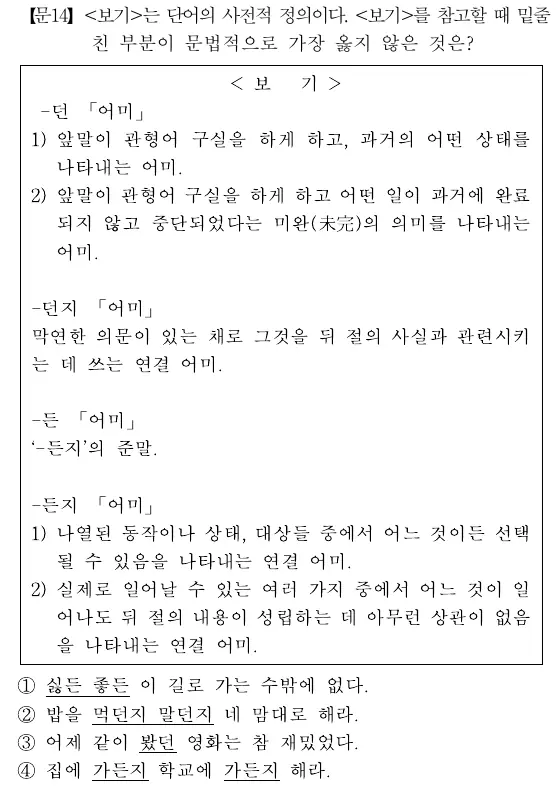 【문14】 <보기>는 단어의 사전적 정의이다. <보기>를 참고할 때 밑줄
친 부분이 문법적으로 가장 옳지 않은 것은?
< 보 기 >
-던 「어미」
1) 앞말이 관형어 구실을 하게 하고, 과거의 어떤 상태를
나타내는 어미.
2) 앞말이 관형어 구실을 하게 하고 어떤 일이 과거에 완료
되지 않고 중단되었다는 미완(未完)의 의미를 나타내는
어미.
-던지 「어미」
막연한 의문이 있는 채로 그것을 뒤 절의 사실과 관련시키
는 데 쓰는 연결 어미.
-든 「어미」
‘-든지’의 준말.
-든지 「어미」
1) 나열된 동작이나 상태, 대상들 중에서 어느 것이든 선택
될 수 있음을 나타내는 연결 어미.
2) 실제로 일어날 수 있는 여러 가지 중에서 어느 것이 일
어나도 뒤 절의 내용이 성립하는 데 아무런 상관이 없음
을 나타내는 연결 어미.
① 싫든 좋든 이 길로 가는 수밖에 없다.
② 밥을 먹던지 말던지 네 맘대로 해라.
③ 어제 같이 봤던 영화는 참 재밌었다.
④ 집에 가든지 학교에 가든지 해라.